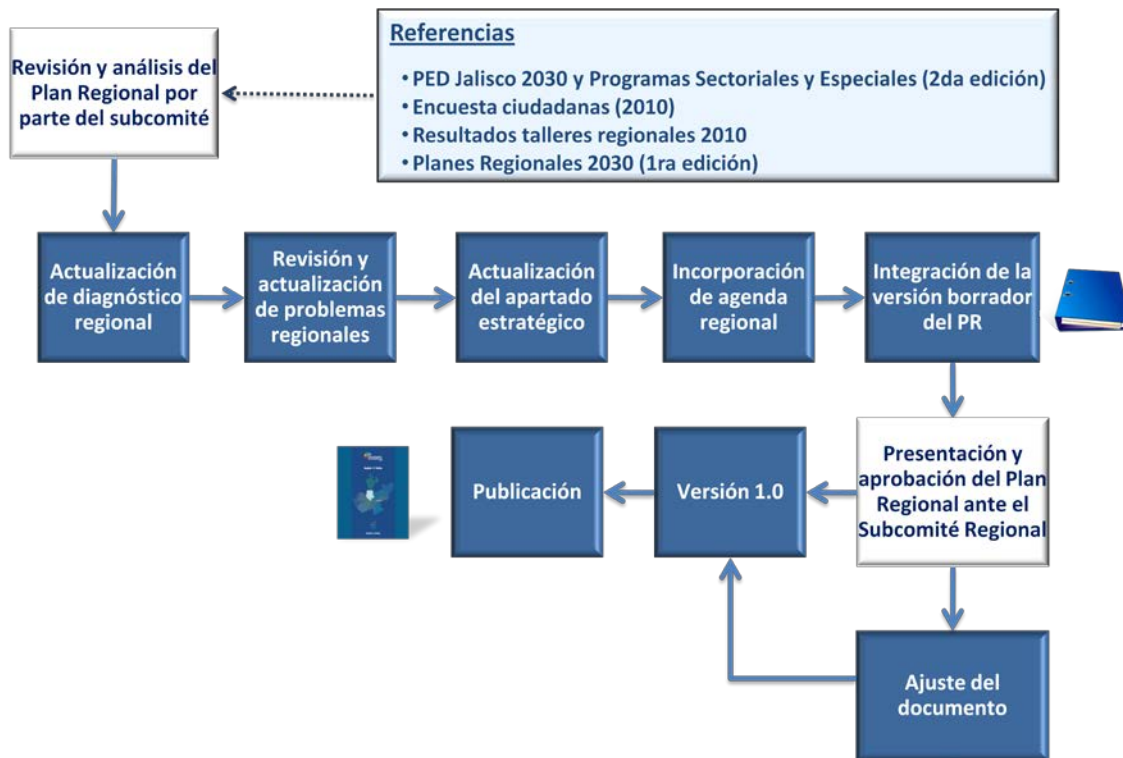 Revisión y análisis del
Plan Regional por
parte del subcomité
Referencias
• PED Jalisco 2030 y Programas Sectoriales y Especiales (2da edición)
• Encuesta ciudadanas (2010)
• Resultados talleres regionales 2010
• Planes Regionales 2030 (1ra edición)
Actualización
de diagnóstico
regional
Revisión y
actualización
de problemas
regionales
Actualización
del apartado
estratégico
Incorporación
de agenda
regional
Integración de la
versión borrador
del PR
Presentación y
aprobación del Plan
Regional ante el
Subcomité Regional
Versión 1.0
Publicación
Ajuste del
documento